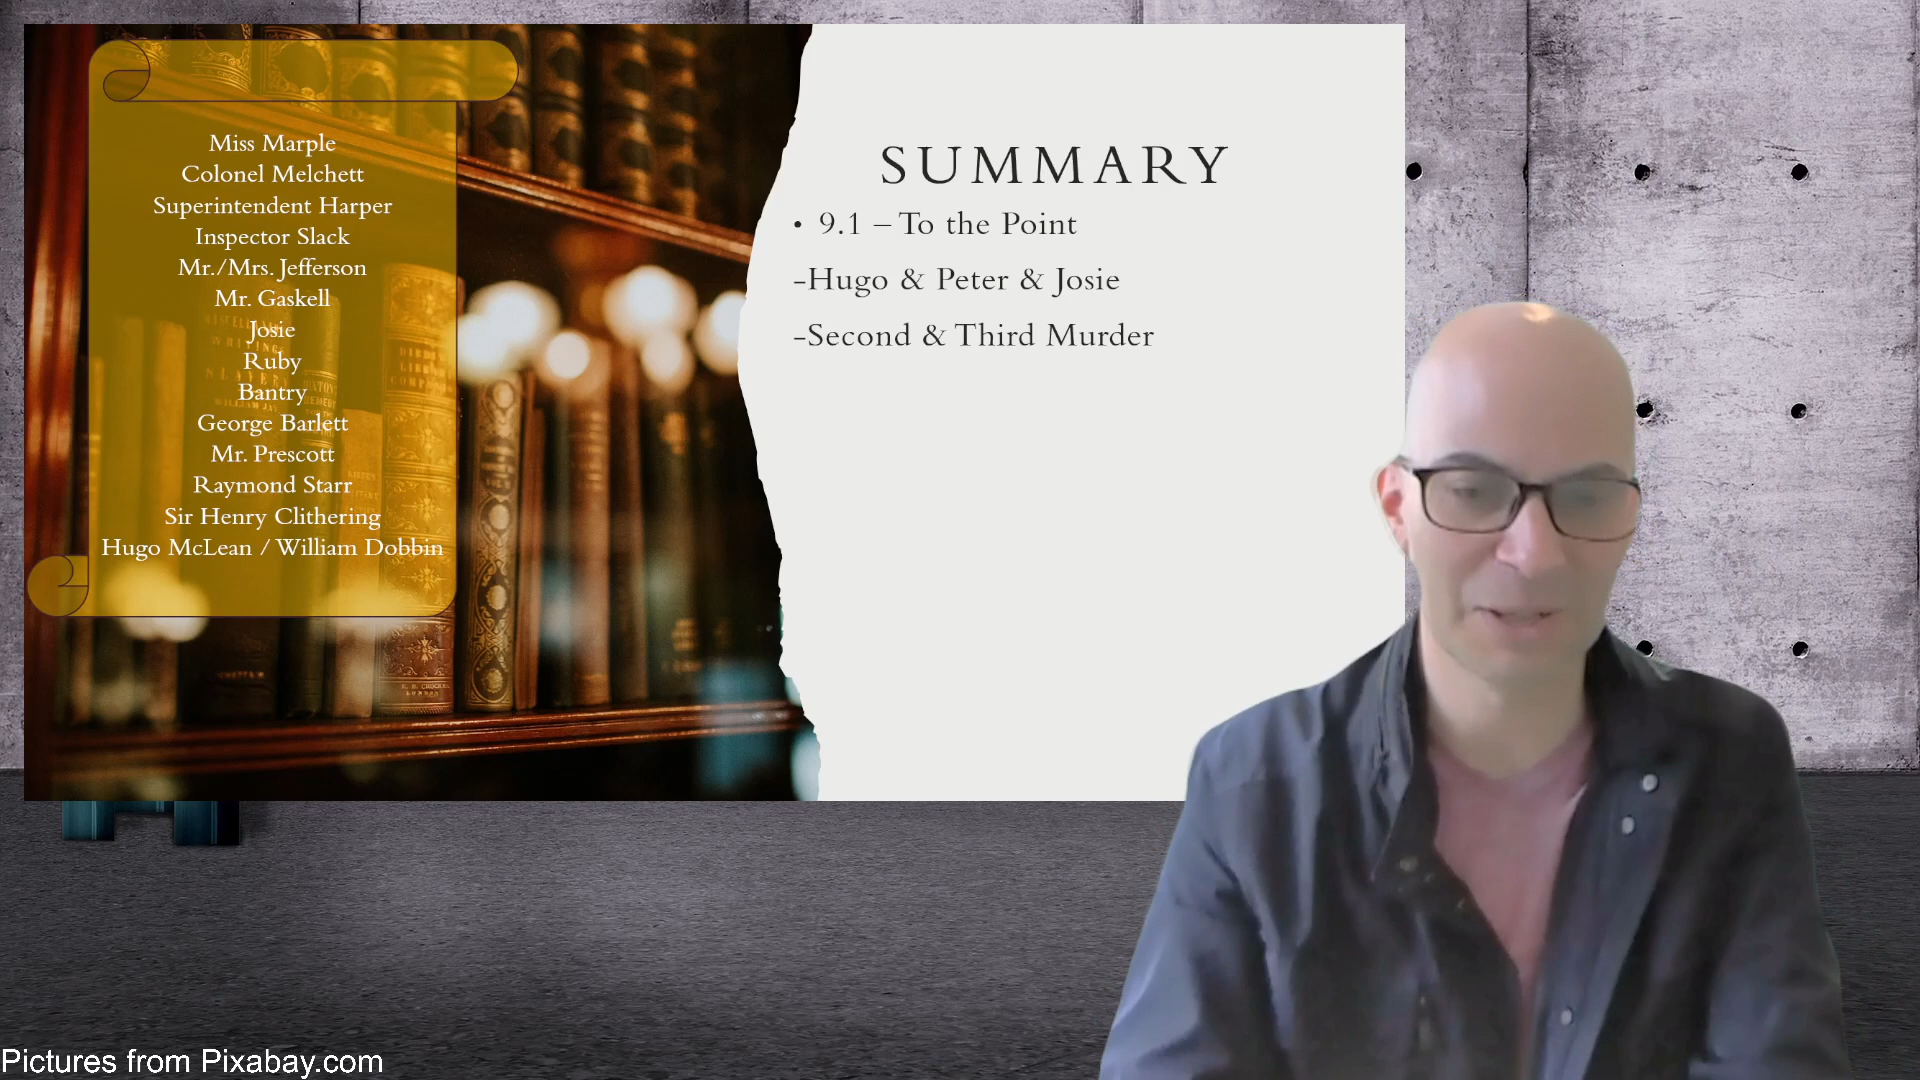 Miss Marple
Colonel Melchett
Superintendent Harper
Inspector Slack
Mr./Mrs. Jefferson
Mr. Gaskell
Josie
Ruby
Bantry
George Barlett
Mr. Prescott
Raymond Starr
Sir Henry Clithering
Hugo McLean / William Dobbin
SUMMARY
• 9.1 – To the Point
-Hugo & Peter & Josie
-Second & Third Murder
Pictures from Pixabay.com